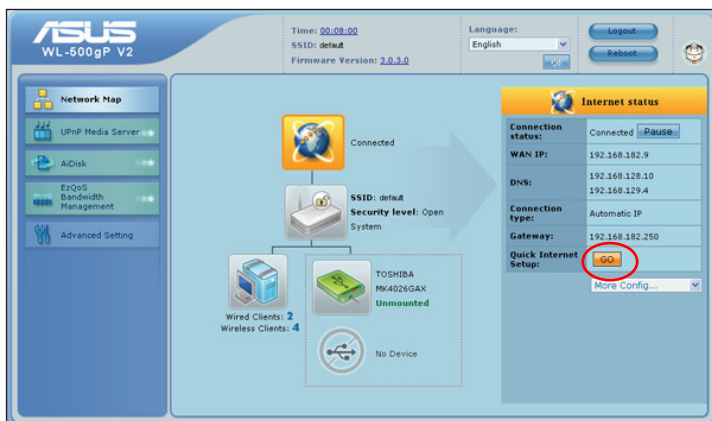 ASUS
WL-500gP V2
Time: 00:08:00
SSID: default
Firmware Version: 3.0.3.0
Language:
English
OK
Logout
Reboot
Network Map
UPnP Media Server
AiDisk
EzQoS
Bandwidth
Management
Advanced Setting
Connected
SSID: default
Security level: Open
System
Wired Clients: 2
Wireless Clients: 4
TOSHIBA
MK4026GAX
Unmounted
No Device
Internet status
Connection
status:
Connected Pause
WAN IP: 192.168.182.9
DNS: 192.168.128.10
192.168.129.4
Connection
type:
Automatic IP
Gateway: 192.168.182.250
Quick Internet
Setup:
GO
More Config...